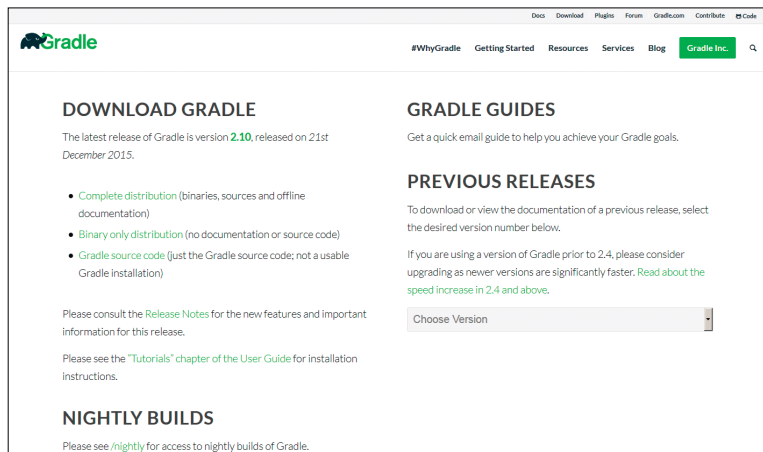 Docs Download Plugins Forum Gradle.com Contribute Code
Gradle
#WhyGradle Getting Started Resources Services Blog Gradle Inc.
DOWNLOAD GRADLE
The latest release of Gradle is version 2.10, released on 21st
December 2015.
• Complete distribution (binaries, sources and offline
documentation)
• Binary only distribution (no documentation or source code)
• Gradle source code (just the Gradle source code; not a usable
Gradle installation)
Please consult the Release Notes for the new features and important
information for this release.
Please see the "Tutorials" chapter of the User Guide for installation
instructions.
NIGHTLY BUILDS
Please see /nightly for access to nightly builds of Gradle.
GRADLE GUIDES
Get a quick email guide to help you achieve your Gradle goals.
PREVIOUS RELEASES
To download or view the documentation of a previous release, select
the desired version number below.
If you are using a version of Gradle prior to 2.4, please consider
upgrading as newer versions are significantly faster. Read about the
speed increase in 2.4 and above.
Choose Version